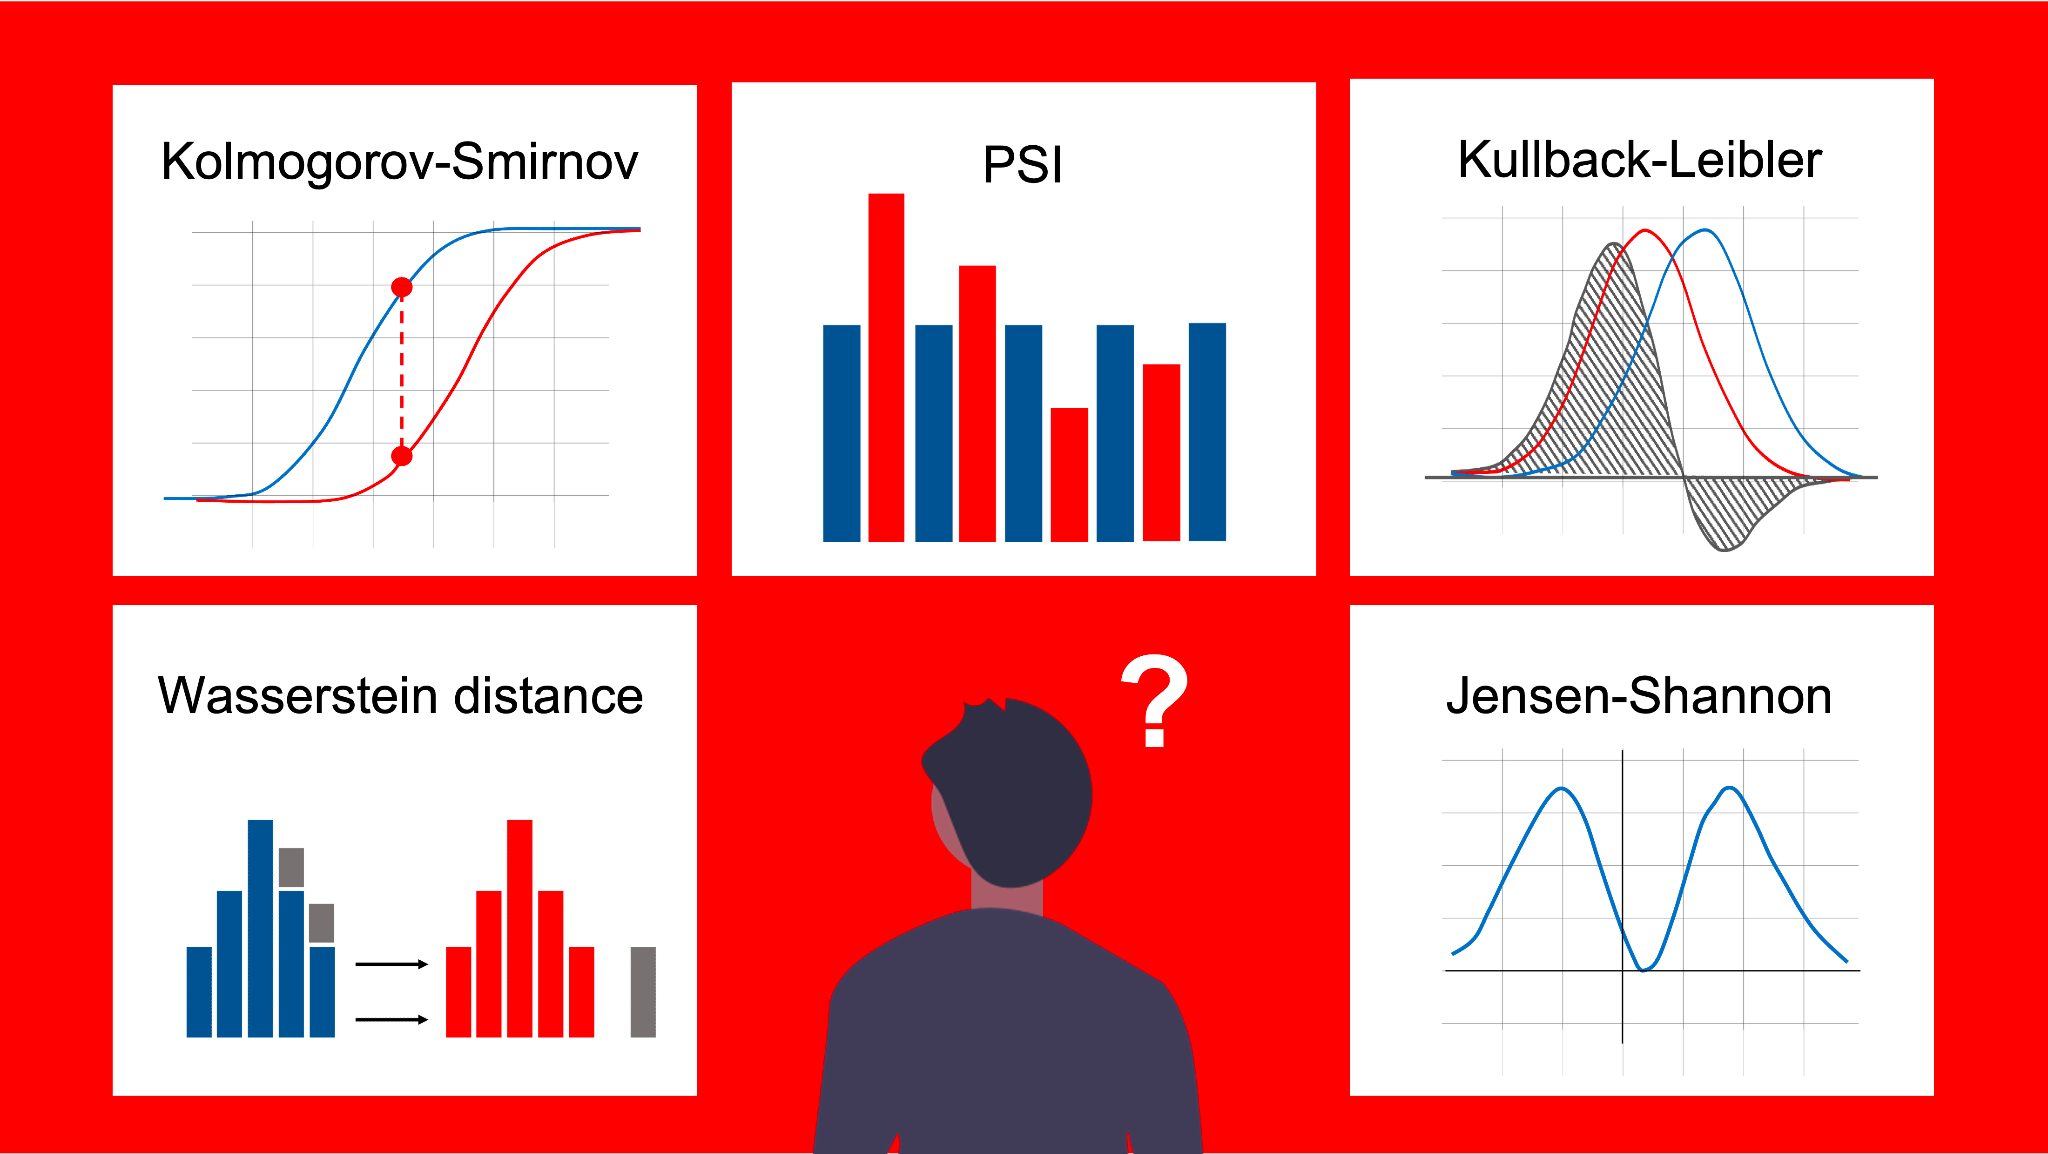 Kolmogorov-Smirnov
PSI
Kullback-Leibler
Wasserstein distance
?
Jensen-Shannon